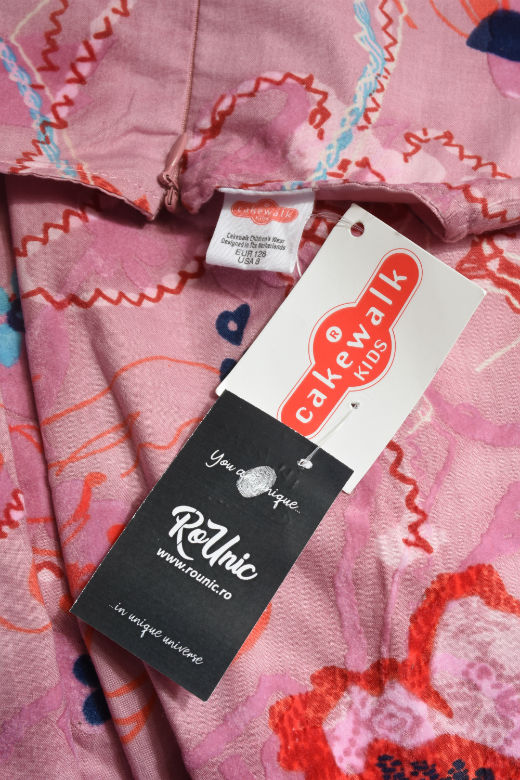 cakewalk
KIDS
Cakewalk Children's Wear
Designed in The Netherlands
EUR 128
USA 8
®
cakewalk
KIDS
You are unique...
RoUnic
www.rounic.ro
...in unique universe